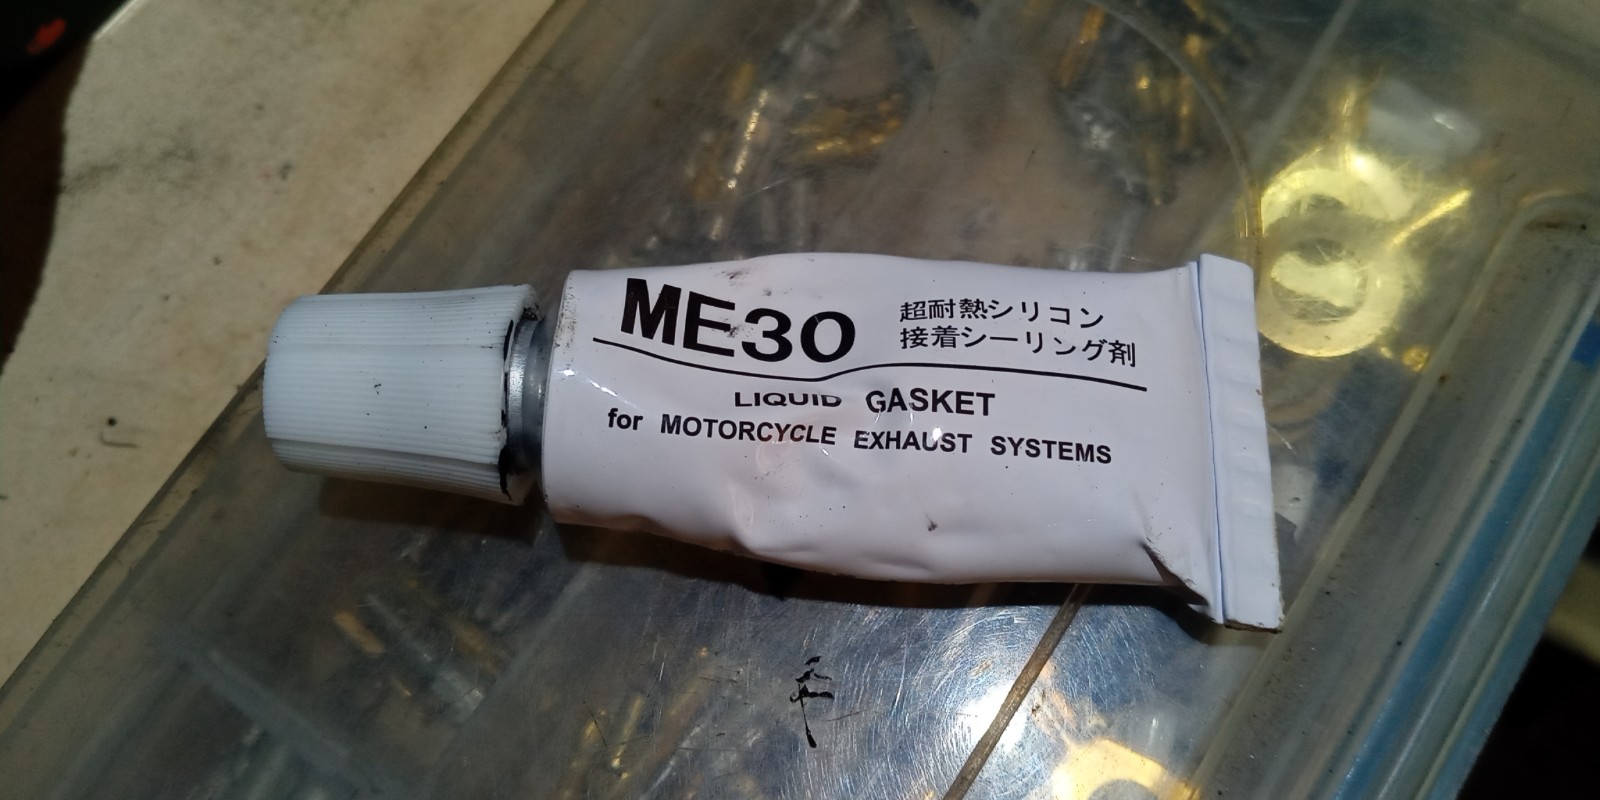 ME30
超耐熱シリコン
接着シーリング剤
LIQUID GASKET
for MOTORCYCLE EXHAUST SYSTEMS